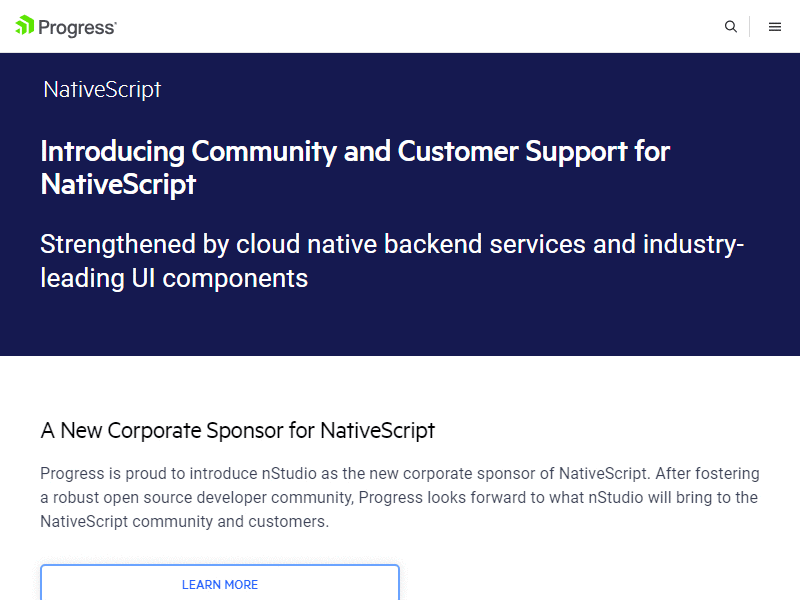 Progress
NativeScript
Introducing Community and Customer Support for
NativeScript
Strengthened by cloud native backend services and industry-
leading UI components
A New Corporate Sponsor for NativeScript
Progress is proud to introduce nStudio as the new corporate sponsor of NativeScript. After fostering
a robust open source developer community, Progress looks forward to what nStudio will bring to the
NativeScript community and customers.
LEARN MORE